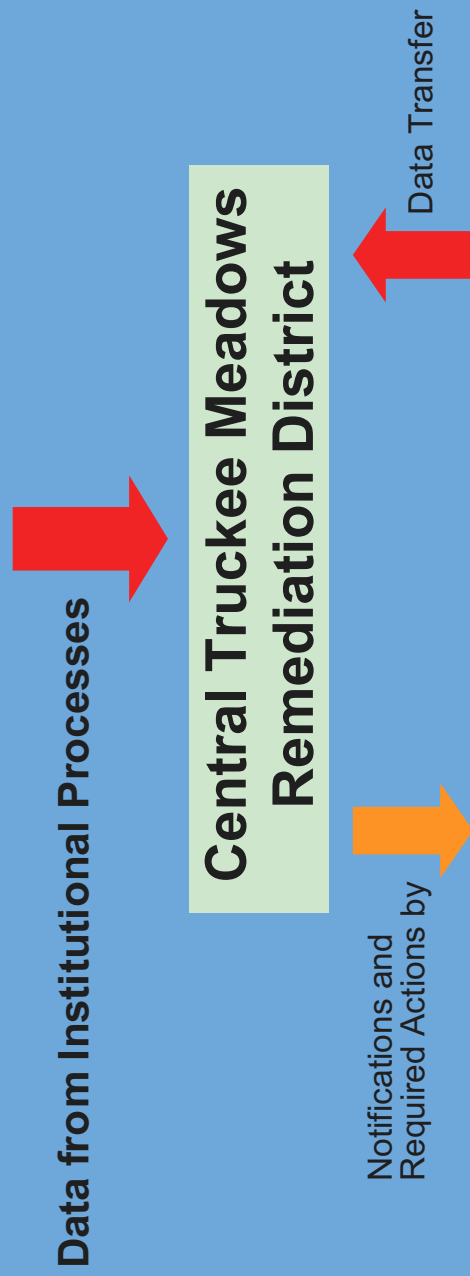 Data from Institutional Processes
Central Truckee Meadows
Remediation District
Notifications and
Required Actions by
Data Transfer